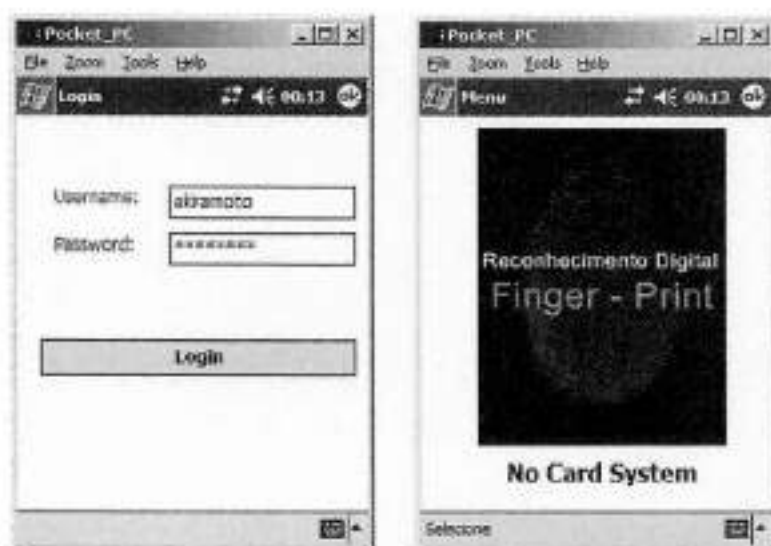 Pocket_PC
File Zoom Tools Help
Login 00:13 ok
Username: akramoto
Password: ********
Login
Pocket_PC
File Zoom Tools Help
Menu 00:13 ok
Reconhecimento Digital
Finger - Print
No Card System
Selecione